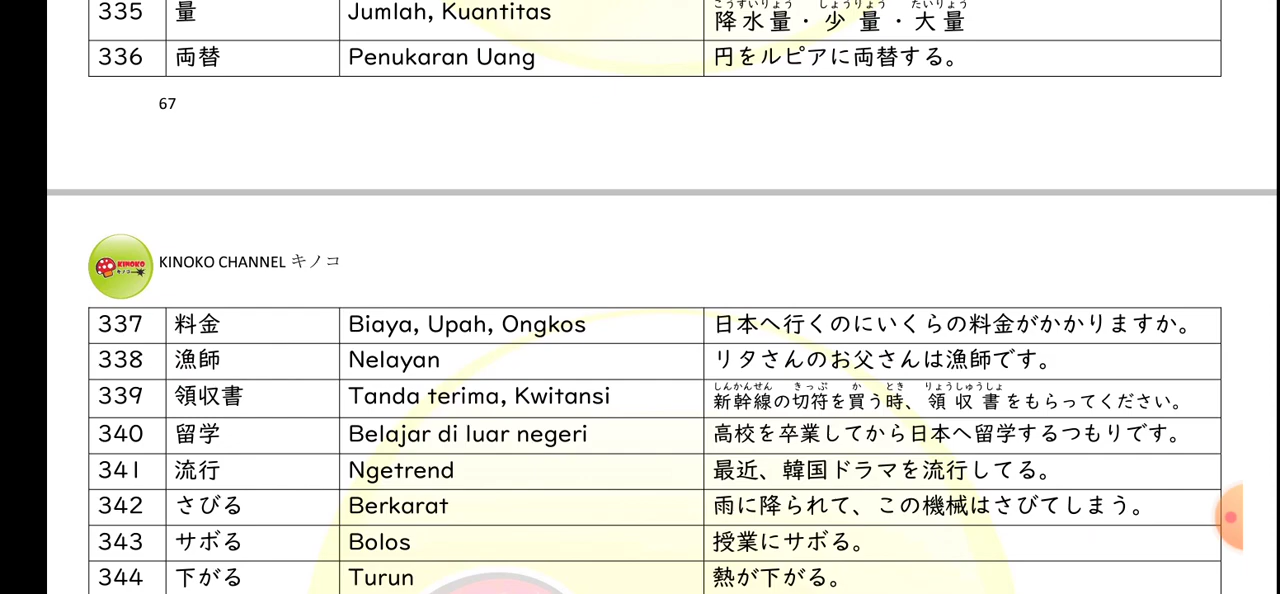 335 量 Jumlah, Kuantitas 降水量・少量・大量
こうすいりょう しょうりょう たいりょう
336 両替 Penukaran Uang 円をルピアに両替する。
67
KINOKO キノコ
KINOKO CHANNEL キノコ
337 料金 Biaya, Upah, Ongkos 日本へ行くのにいくらの料金がかかりますか。
338 漁師 Nelayan リタさんのお父さんは漁師です。
しんかんせん きっぷ か とき りょうしゅうしょ
339 領収書 Tanda terima, Kwitansi 新幹線の切符を買う時、領収書をもらってください。
340 留学 Belajar di luar negeri 高校を卒業してから日本へ留学するつもりです。
341 流行 Ngetrend 最近、韓国ドラマを流行してる。
342 さびる Berkarat 雨に降られて、この機械はさびてしまう。
343 サボる Bolos 授業にサボる。
344 下がる Turun 熱が下がる。